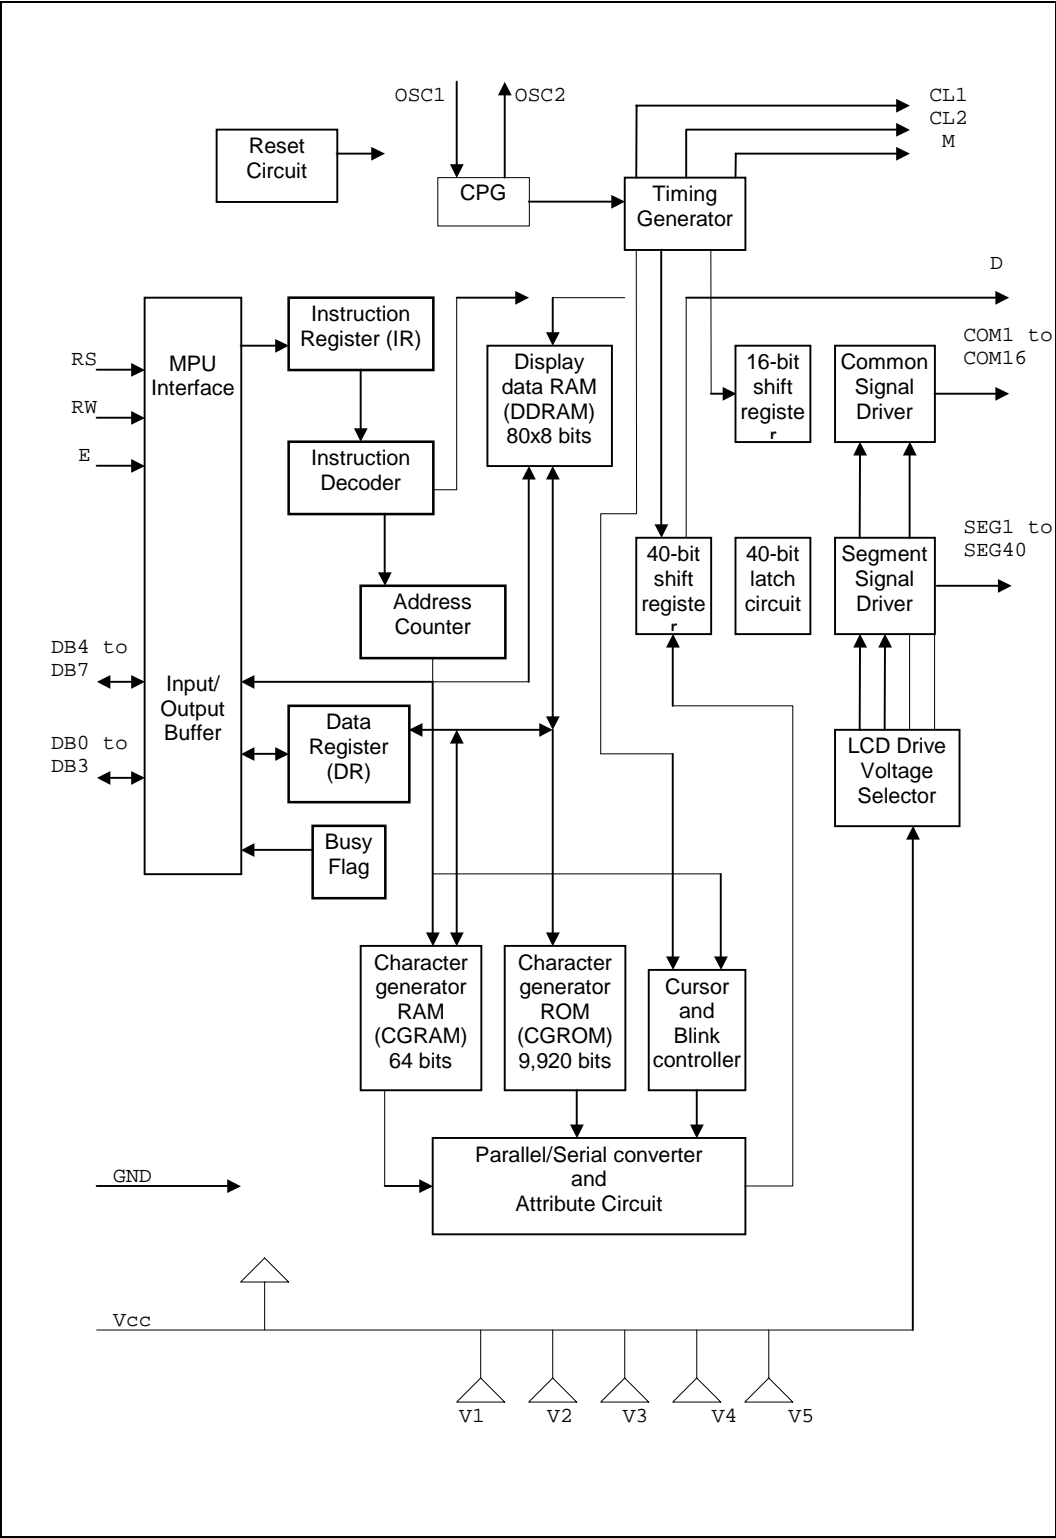 OSC1
OSC2
CL1
CL2
M
Reset
Circuit
CPG
Timing
Generator
D
Instruction
Register (IR)
MPU
Interface
RS
RW
E
Display
data RAM
(DDRAM)
80x8 bits
16-bit
shift
registe
r
Common
Signal
Driver
COM1 to
COM16
Instruction
Decoder
40-bit
shift
registe
r
40-bit
latch
circuit
Segment
Signal
Driver
SEG1 to
SEG40
Address
Counter
DB4 to
DB7
Input/
Output
Buffer
DB0 to
DB3
Data
Register
(DR)
LCD Drive
Voltage
Selector
Busy
Flag
Character
generator
RAM
(CGRAM)
64 bits
Character
generator
ROM
(CGROM)
9,920 bits
Cursor
and
Blink
controller
Parallel/Serial converter
and
Attribute Circuit
GND
Vcc
V1
V2
V3
V4
V5